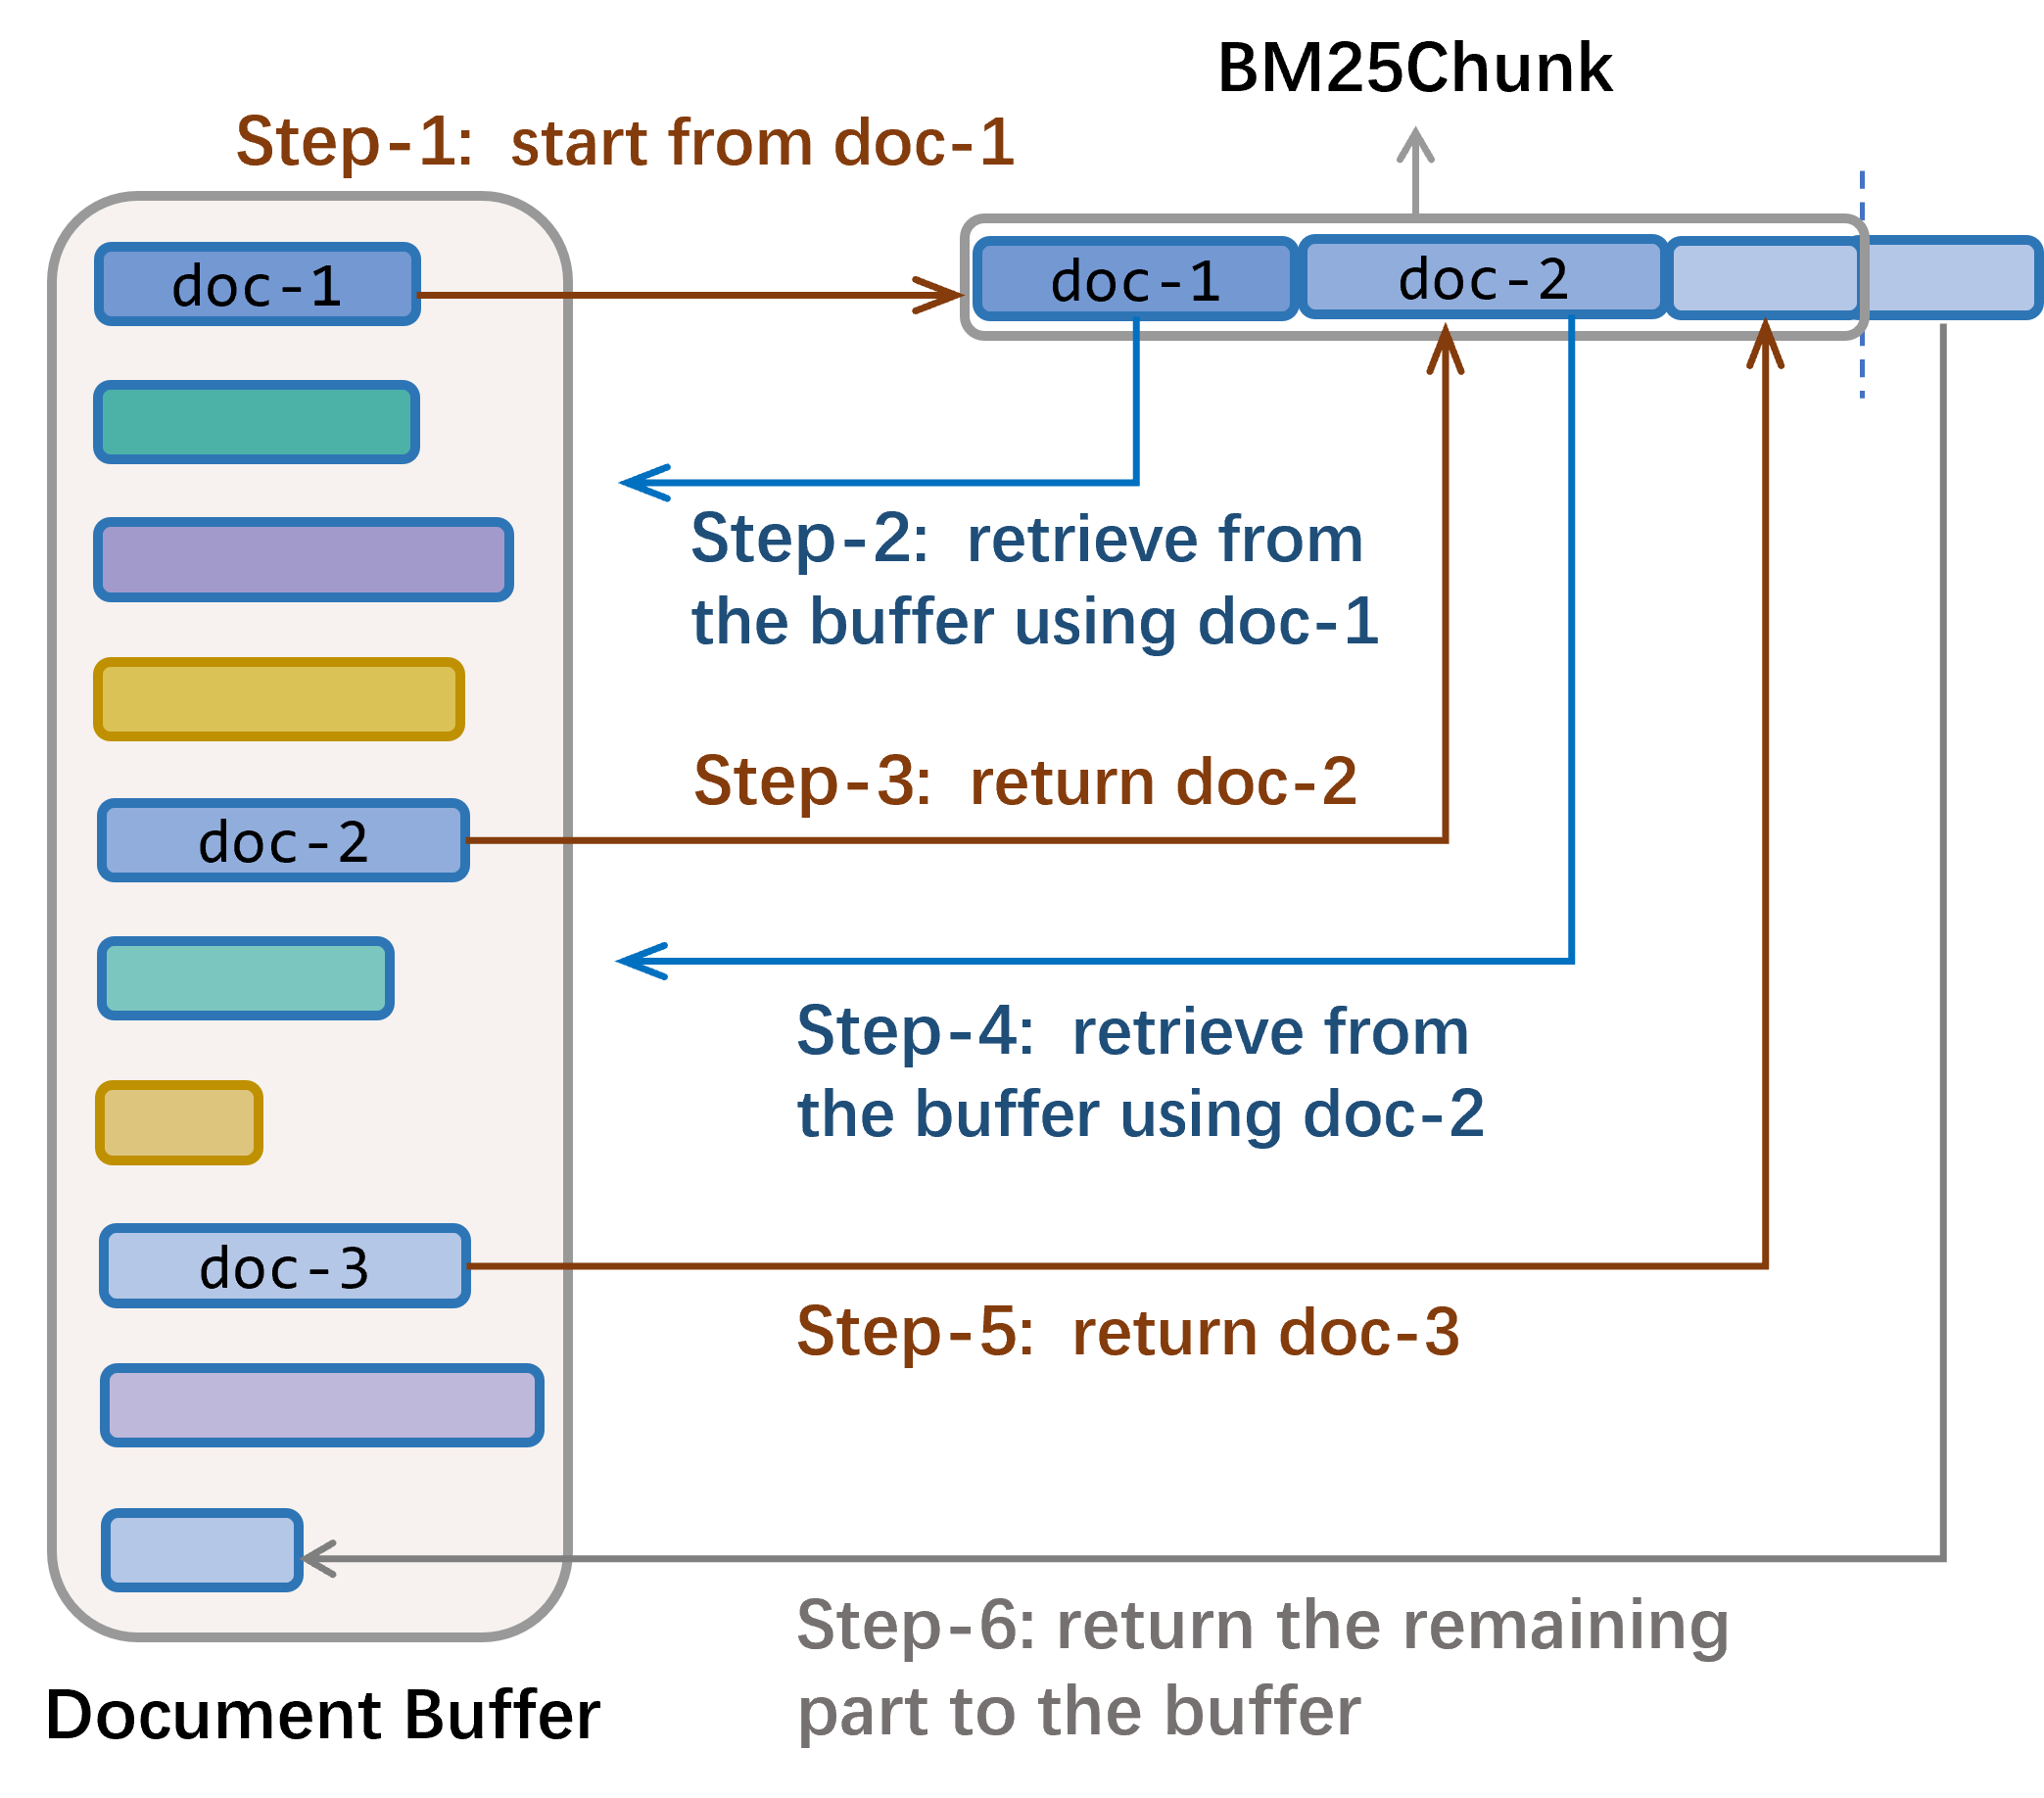 BM25Chunk
Step-1: start from doc-1
doc-1
doc-1
doc-2
Step-2: retrieve from
the buffer using doc-1
Step-3: return doc-2
doc-2
Step-4: retrieve from
the buffer using doc-2
doc-3
Step-5: return doc-3
Step-6: return the remaining
part to the buffer
Document Buffer